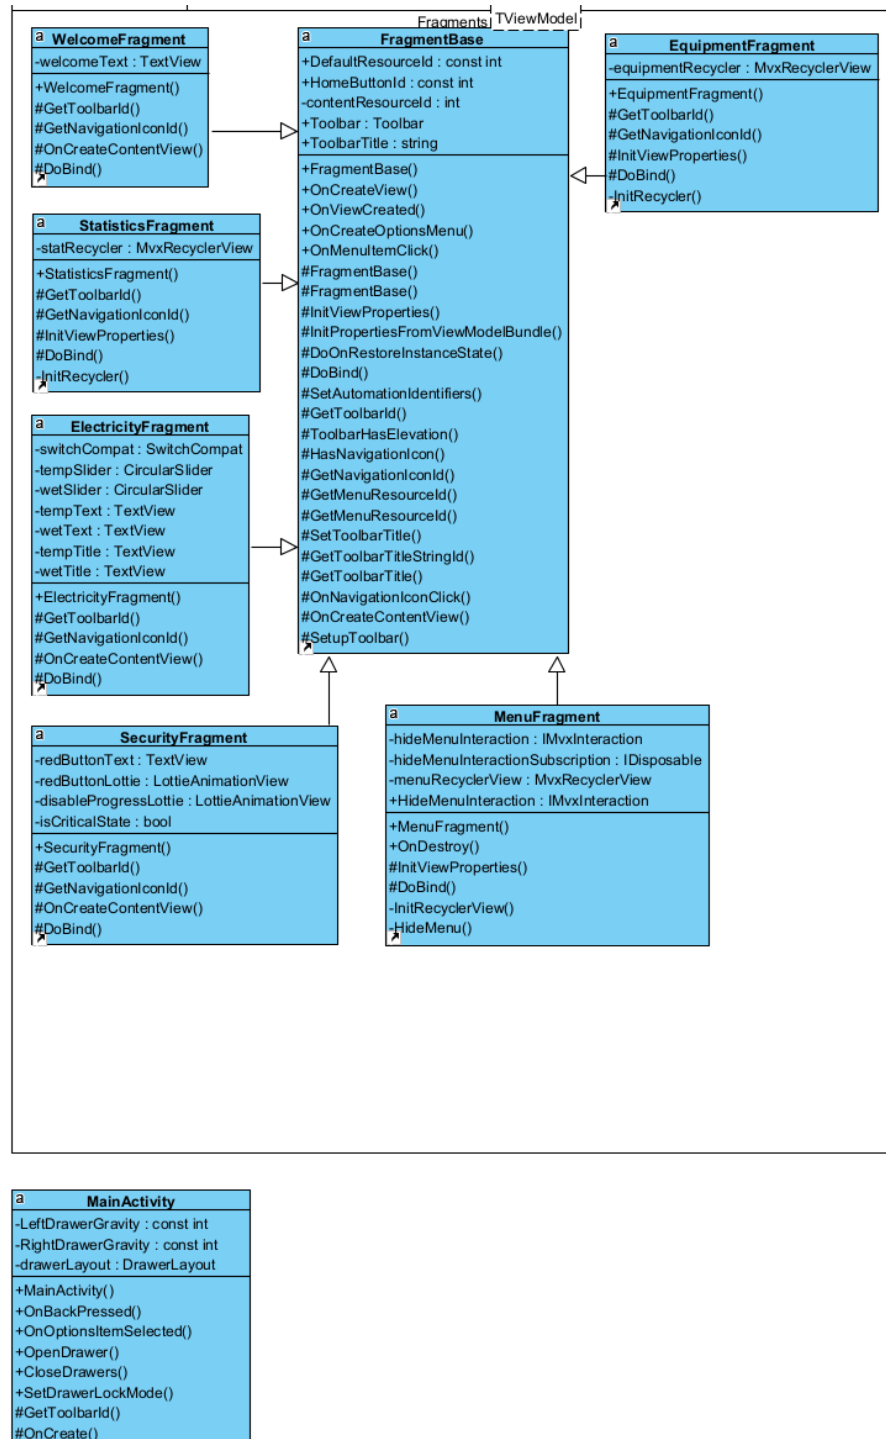 Fragments
TViewModel
a
WelcomeFragment
-welcomeText : TextView
+WelcomeFragment()
#GetToolbarId()
#GetNavigationIconId()
#OnCreateContentView()
#DoBind()
a
StatisticsFragment
-statRecycler : MvxRecyclerView
+StatisticsFragment()
#GetToolbarId()
#GetNavigationIconId()
#InitViewProperties()
#DoBind()
-InitRecycler()
a
ElectricityFragment
-switchCompat : SwitchCompat
-tempSlider : CircularSlider
-wetSlider : CircularSlider
-tempText : TextView
-wetText : TextView
-tempTitle : TextView
-wetTitle : TextView
+ElectricityFragment()
#GetToolbarId()
#GetNavigationIconId()
#OnCreateContentView()
#DoBind()
a
FragmentBase
+DefaultResourceId : const int
+HomeButtonId : const int
-contentResourceId : int
+Toolbar : Toolbar
+ToolbarTitle : string
+FragmentBase()
+OnCreateView()
+OnViewCreated()
+OnCreateOptionsMenu()
+OnMenuItemClick()
#FragmentBase()
#FragmentBase()
#InitViewProperties()
#InitPropertiesFromViewModelBundle()
#DoOnRestoreInstanceState()
#DoBind()
#SetAutomationIdentifiers()
#GetToolbarId()
#ToolbarHasElevation()
#HasNavigationIcon()
#GetNavigationIconId()
#GetMenuResourceId()
#GetMenuResourceId()
#SetToolbarTitle()
#GetToolbarTitleStringId()
#GetToolbarTitle()
#OnNavigationIconClick()
#OnCreateContentView()
#SetupToolbar()
a
EquipmentFragment
-equipmentRecycler : MvxRecyclerView
+EquipmentFragment()
#GetToolbarId()
#GetNavigationIconId()
#InitViewProperties()
#DoBind()
-InitRecycler()
a
SecurityFragment
-redButtonText : TextView
-redButtonLottie : LottieAnimationView
-disableProgressLottie : LottieAnimationView
-isCriticalState : bool
+SecurityFragment()
#GetToolbarId()
#GetNavigationIconId()
#OnCreateContentView()
#DoBind()
a
MenuFragment
-hideMenuInteraction : IMvxInteraction
-hideMenuInteractionSubscription : IDisposable
-menuRecyclerView : MvxRecyclerView
+HideMenuInteraction : IMvxInteraction
+MenuFragment()
+OnDestroy()
#InitViewProperties()
#DoBind()
-InitRecyclerView()
-HideMenu()
a
MainActivity
-LeftDrawerGravity : const int
-RightDrawerGravity : const int
-drawerLayout : DrawerLayout
+MainActivity()
+OnBackPressed()
+OnOptionsItemSelected()
+OpenDrawer()
+CloseDrawers()
+SetDrawerLockMode()
#GetToolbarId()
#OnCreate()